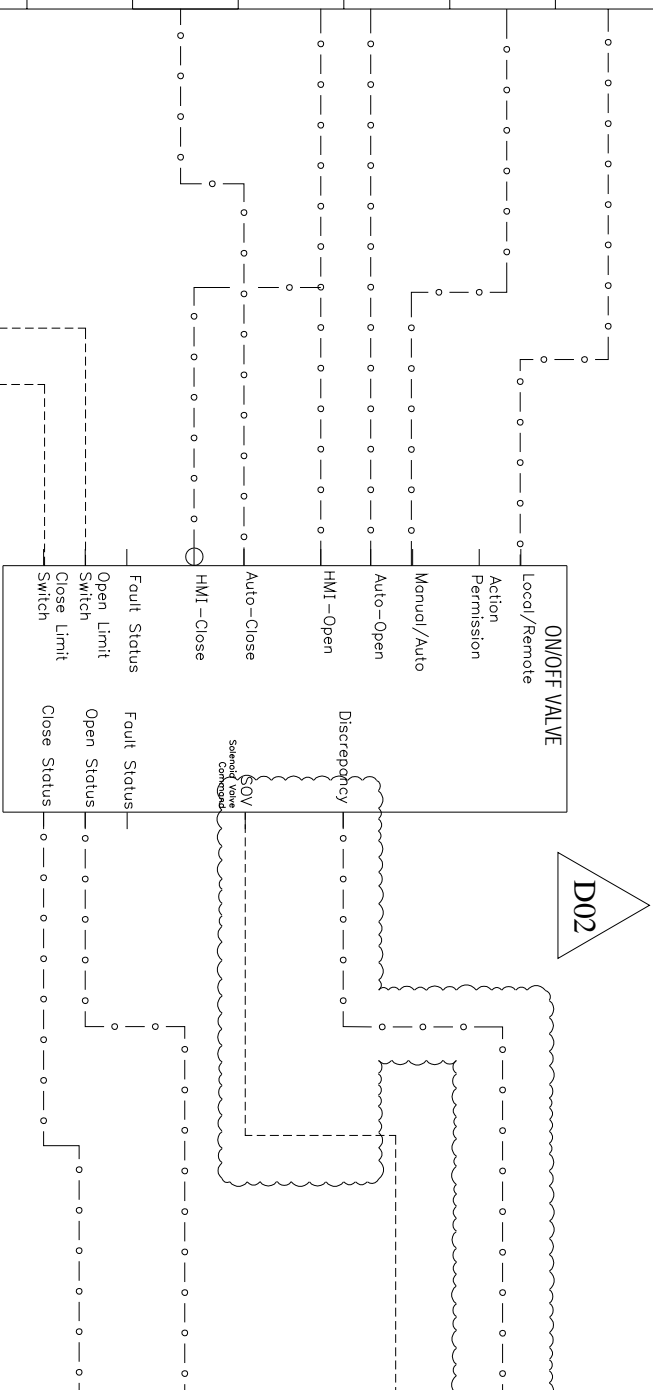 ON/OFF VALVE
Local/Remote
Action
Permission
Manual/Auto
Auto-Open
HMI-Open
Auto-Close
HMI-Close
Fault Status
Open Limit
Switch
Close Limit
Switch
Discrepancy
SOV
Solenoid Valve
Command
Fault Status
Open Status
Close Status
D02